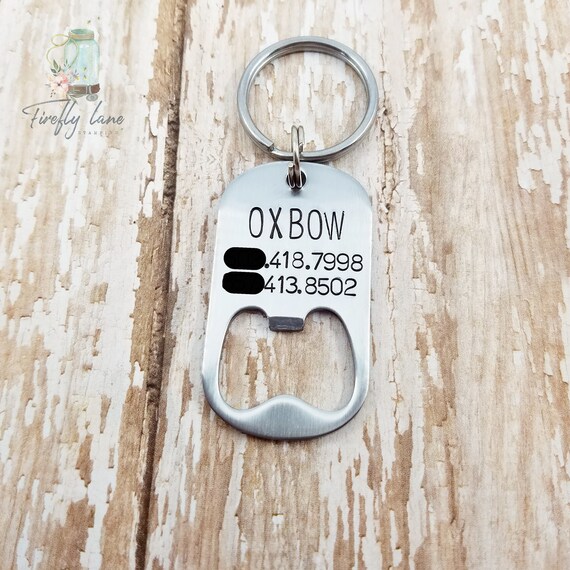 Firefly Lane
OXBOW
.418.7998
413.8502